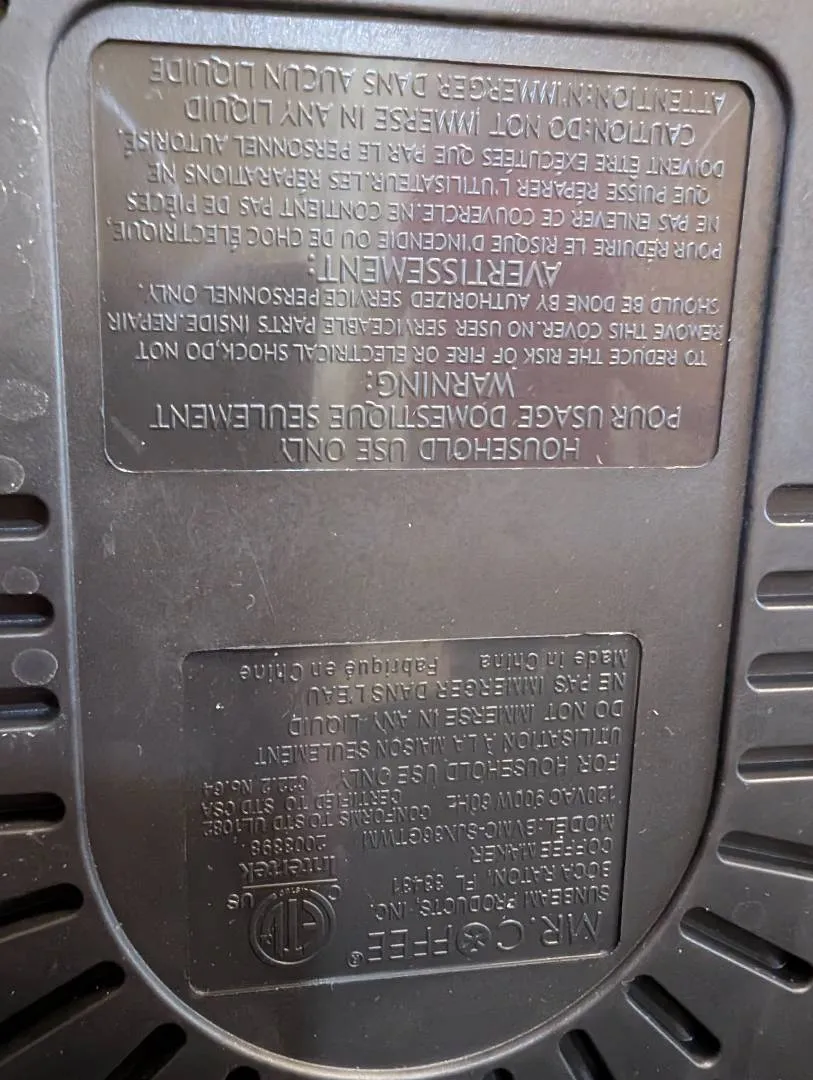 MR. COFFEE®
SUNBEAM PRODUCTS, INC.
BOCA RATON, FL 33431
COFFEE MAKER
MODEL: BVMC-SJX36GTWM
120VAC 900W 60Hz
C US
Intertek
2003898
CONFORMS TO STD UL1082
CERTIFIED TO STD CSA
C22.2 No.64
FOR HOUSEHOLD USE ONLY
UTILISATION À LA MAISON SEULEMENT
DO NOT IMMERSE IN ANY LIQUID
NE PAS IMMERGER DANS L'EAU
Made in China Fabriqué en Chine
HOUSEHOLD USE ONLY
POUR USAGE DOMESTIQUE SEULEMENT
WARNING:
TO REDUCE THE RISK OF FIRE OR ELECTRICAL SHOCK,DO NOT
REMOVE THIS COVER.NO USER SERVICEABLE PARTS INSIDE.REPAIR
SHOULD BE DONE BY AUTHORIZED SERVICE PERSONNEL ONLY.
AVERTISSEMENT:
POUR RÉDUIRE LE RISQUE D'INCENDIE OU DE CHOC ÉLECTRIQUE,
NE PAS ENLEVER CE COUVERCLE.NE CONTIENT PAS DE PIÈCES
QUE PUISSE RÉPARER L'UTILISATEUR.LES RÉPARATIONS NE
DOIVENT ÊTRE EXÉCUTÉES QUE PAR LE PERSONNEL AUTORISÉ.
CAUTION:DO NOT IMMERSE IN ANY LIQUID
ATTENTION:N'IMMERGER DANS AUCUN LIQUIDE